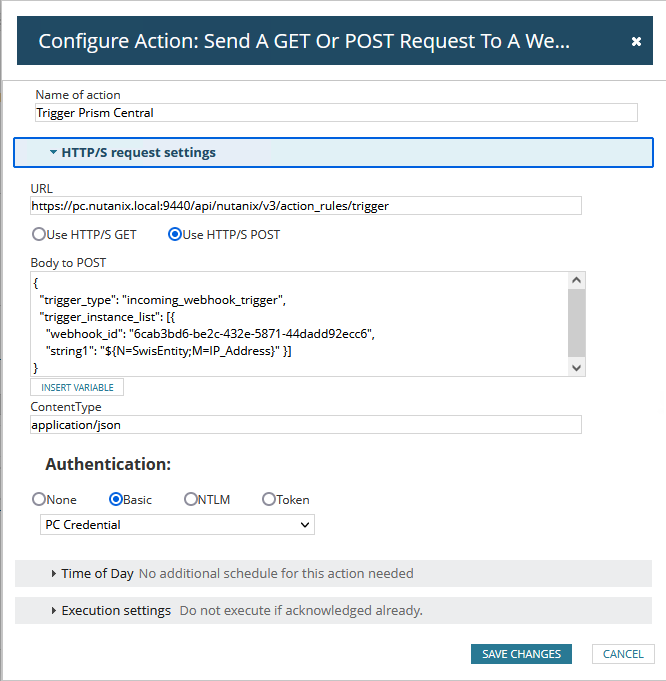 Configure Action: Send A GET Or POST Request To A We...
Name of action
Trigger Prism Central
HTTP/S request settings
URL
https://pc.nutanix.local:9440/api/nutanix/v3/action_rules/trigger
Use HTTP/S GET Use HTTP/S POST
Body to POST
{
"trigger_type": "incoming_webhook_trigger",
"trigger_instance_list": [{
"webhook_id": "6cab3bd6-be2c-432e-5871-44dadd92ecc6",
"string1": "${N=SwisEntity;M=IP_Address}" }]
}
INSERT VARIABLE
ContentType
application/json
Authentication:
None Basic NTLM Token
PC Credential
Time of Day No additional schedule for this action needed
Execution settings Do not execute if acknowledged already.
SAVE CHANGES CANCEL